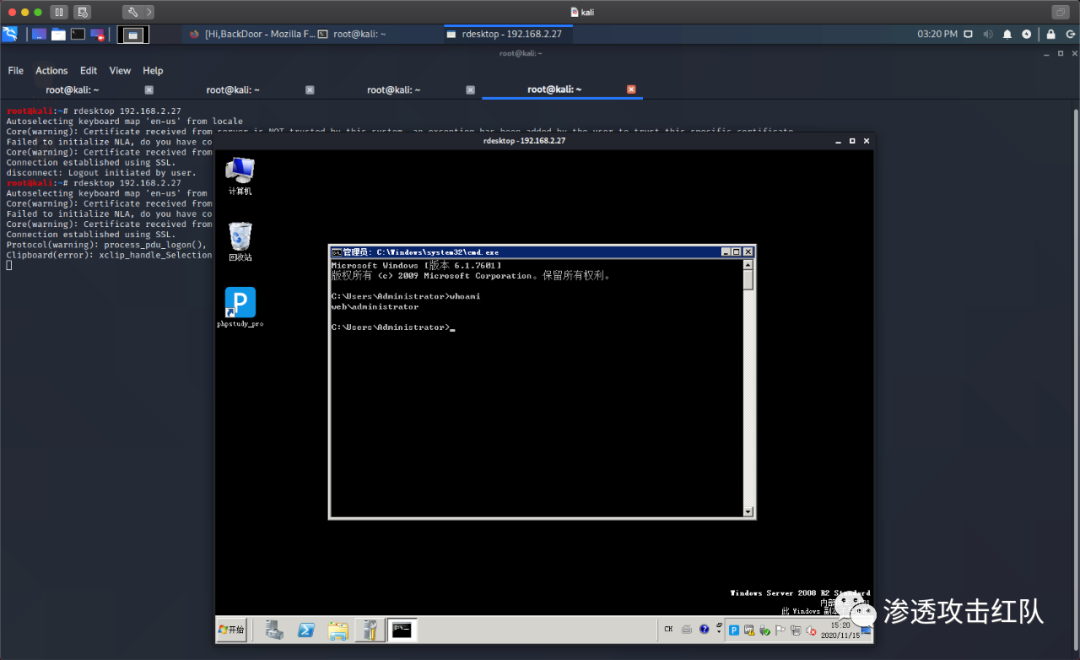 kali
[Hi,BackDoor - Mozilla F...
root@kali: ~
rdesktop - 192.168.2.27
03:20 PM
root@kali: ~
File Actions Edit View Help
root@kali: ~
root@kali: ~
root@kali: ~
root@kali: ~
root@kali:~# rdesktop 192.168.2.27
Autoselecting keyboard map 'en-us' from locale
Core(warning): Certificate received from server is NOT trusted by this system, an exception has been added by the user to trust this specific certificate.
Failed to initialize NLA, do you have co
Core(warning): Certificate received from
Connection established using SSL.
disconnect: Logout initiated by user.
root@kali:~# rdesktop 192.168.2.27
Autoselecting keyboard map 'en-us' from
Core(warning): Certificate received from
Failed to initialize NLA, do you have co
Core(warning): Certificate received from
Connection established using SSL.
Protocol(warning): process_pdu_logon(),
Clipboard(error): xclip_handle_Selection
rdesktop - 192.168.2.27
计算机
回收站
phpstudy_pro
管理员: C:\Windows\system32\cmd.exe
Microsoft Windows [版本 6.1.7601]
版权所有 (c) 2009 Microsoft Corporation。保留所有权利。
C:\Users\Administrator>whoami
web\administrator
C:\Users\Administrator>_
Windows Server 2008 R2 Standard
内部
此 Windows 副本
渗透攻击红队
开始
CH
15:20
2020/11/15